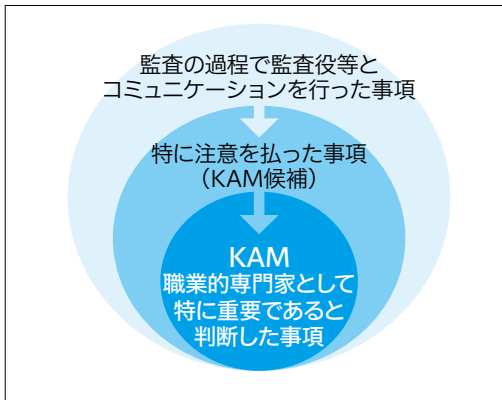 監査の過程で監査役等と
コミュニケーションを行った事項
特に注意を払った事項
（KAM候補）
KAM
職業的専門家として
特に重要であると
判断した事項